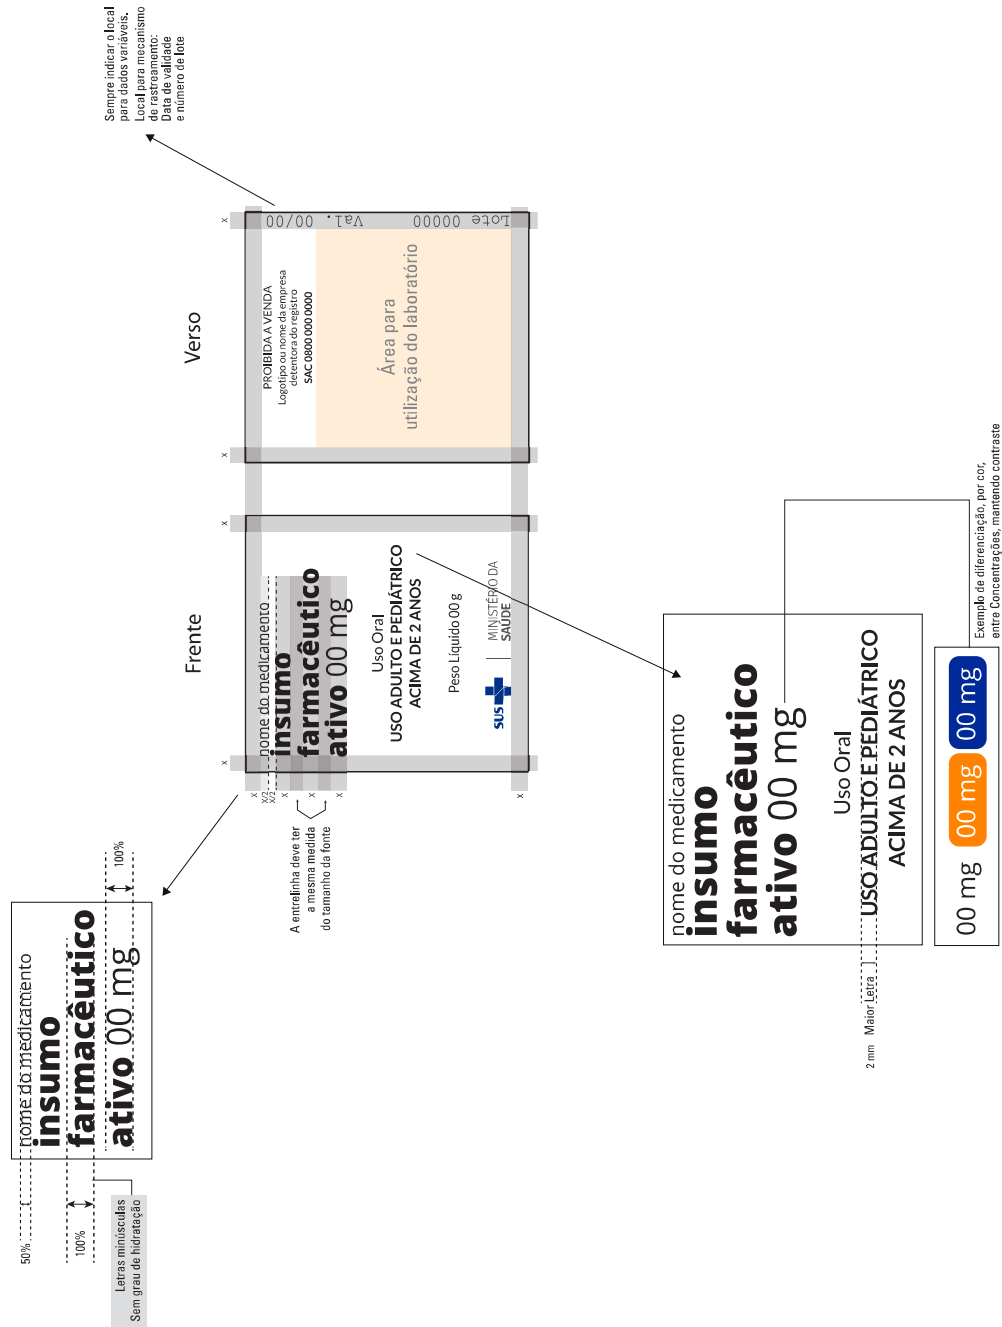 50%
100%
Letras minúsculas
Sem grau de hidratação
nome do medicamento
insumo
farmacêutico
ativo 00 mg
100%
A entrelinha deve ter
a mesma medida
do tamanho da fonte
Frente
x
X/2
X/2
x
x
x
x
x
x
nome do medicamento
insumo
farmacêutico
ativo 00 mg
Uso Oral
USO ADULTO E PEDIÁTRICO
ACIMA DE 2 ANOS
Peso Líquido 00 g
SUS
MINISTÉRIO DA
SAÚDE
Verso
x
x
PROIBIDA A VENDA
Logotipo ou nome da empresa
detentora do registro
SAC 0800 000 0000
Área para
utilização do laboratório
Lote 00000 Val. 00/00
Sempre indicar o local
para dados variáveis.
Local para mecanismo
de rastreamento:
Data de validade
e número de lote
nome do medicamento
insumo
farmacêutico
ativo 00 mg
Uso Oral
USO ADULTO E PEDIÁTRICO
ACIMA DE 2 ANOS
2 mm Maior Letra
00 mg 00 mg 00 mg
Exemplo de diferenciação, por cor,
entre Concentrações, mantendo contraste